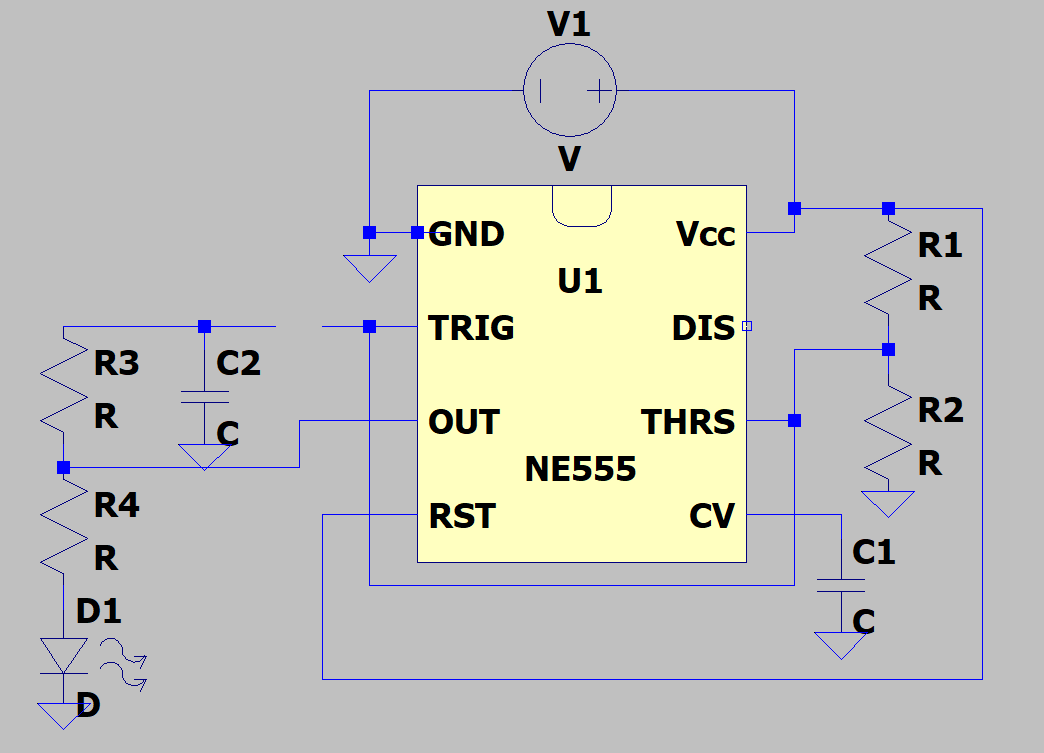 V1
V
GND
Vcc
U1
R1
R
TRIG
DIS
R3
R
C2
C
OUT
THRS
R2
R
NE555
R4
R
RST
CV
C1
C
D1
D